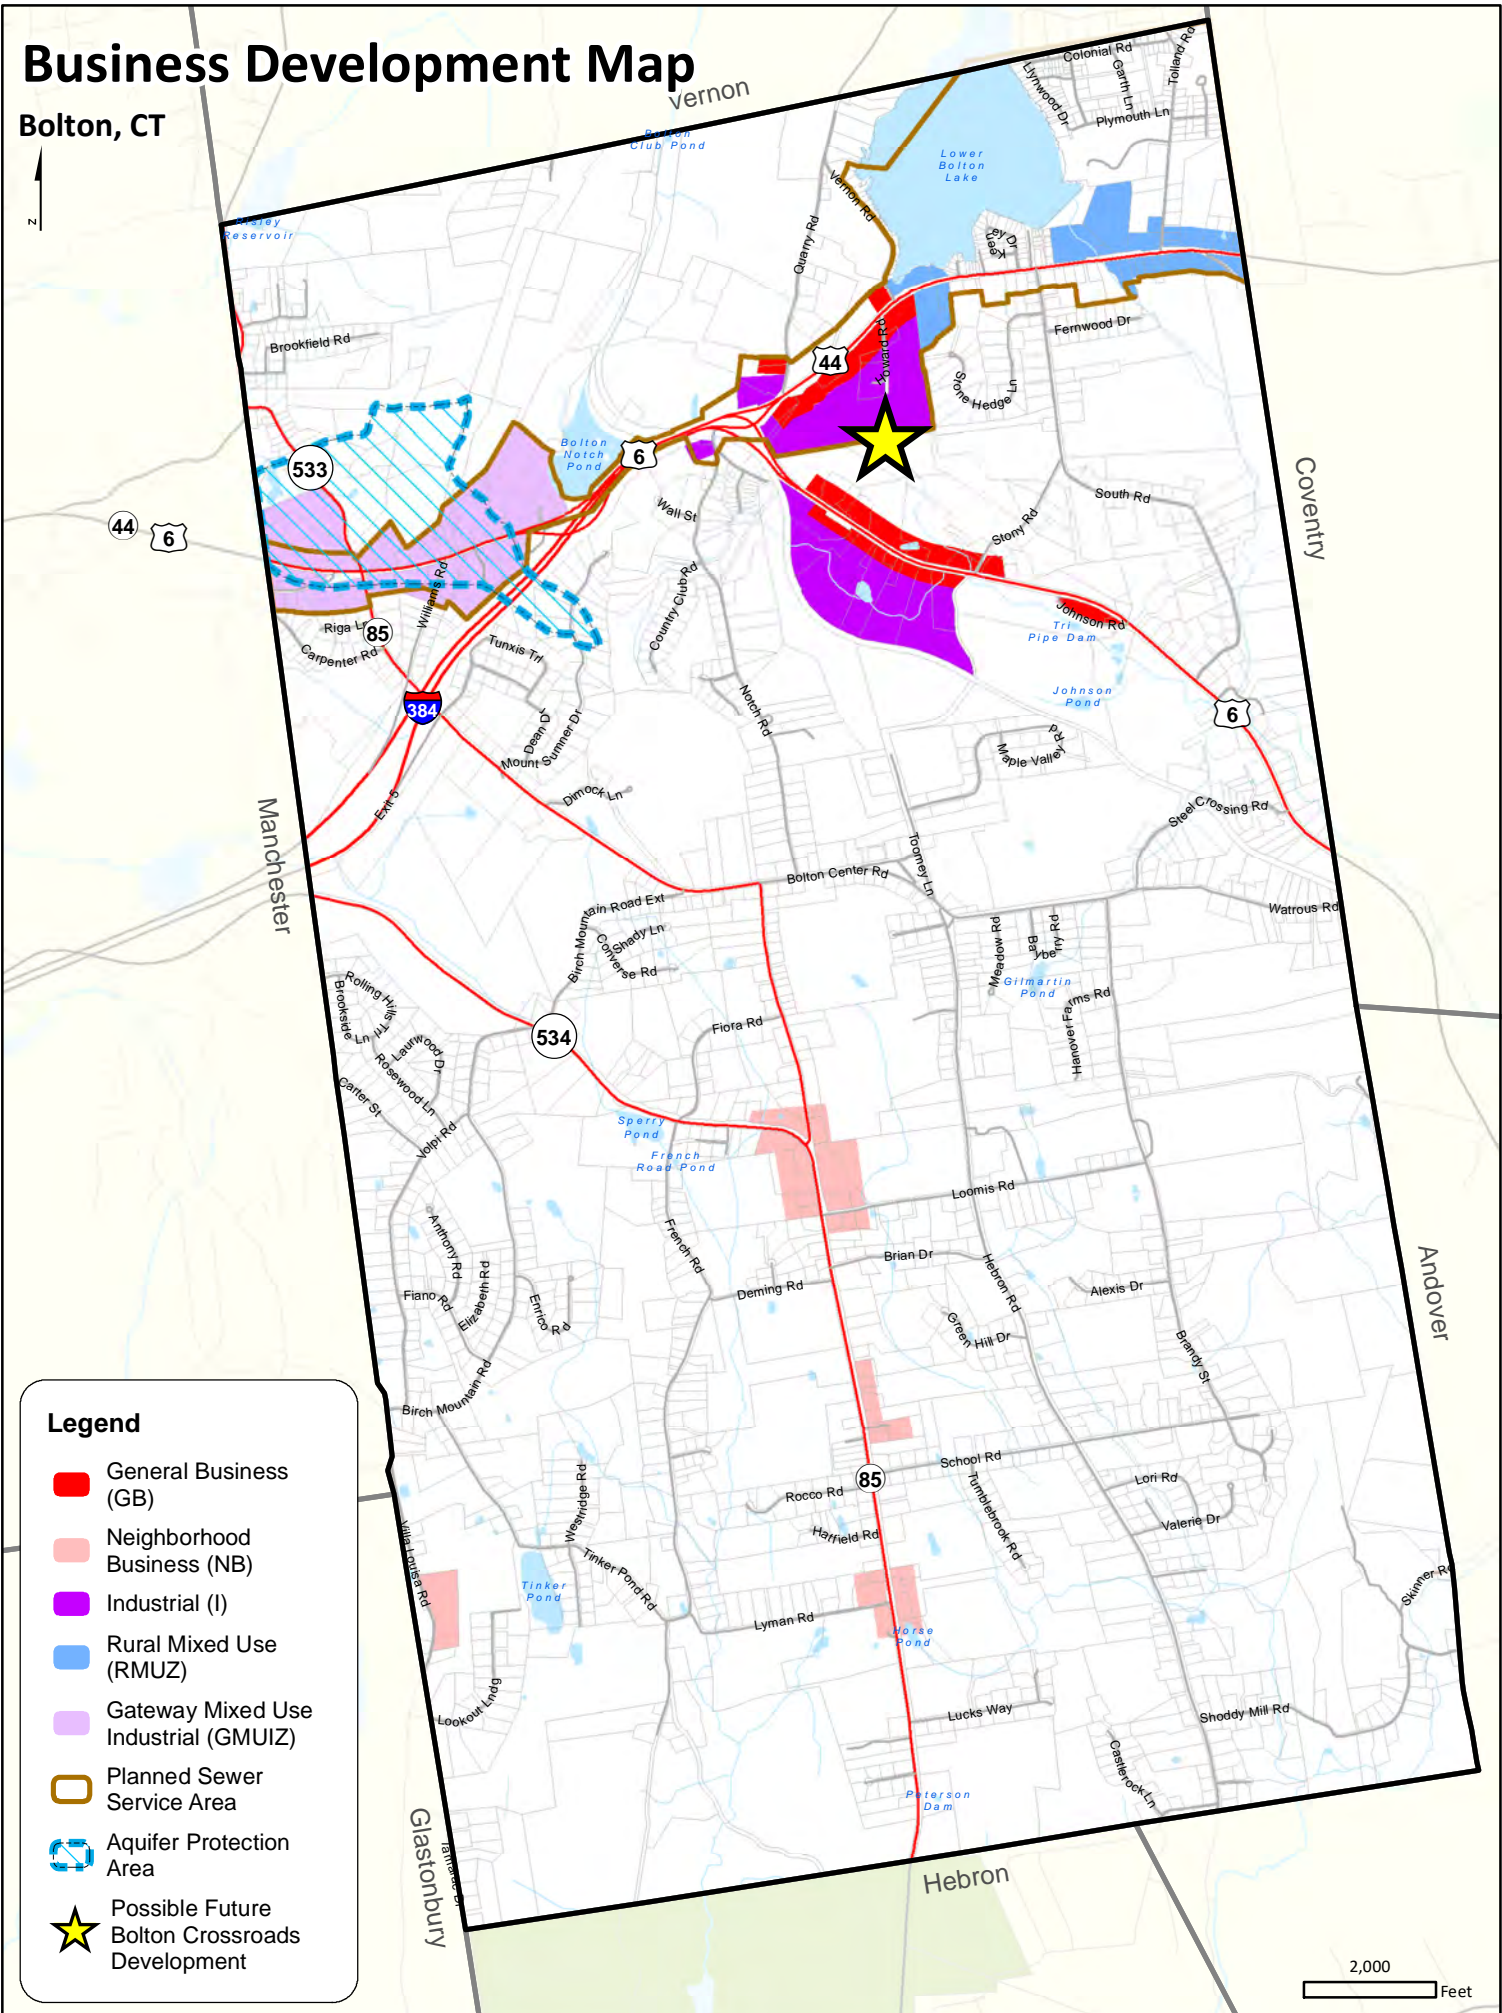 Business Development Map
Bolton, CT
z
Vernon
Bolton
Club Pond
Risley
Reservoir
Colonial Rd
Garth Ln
Tolland Rd
Llynwood Dr
Plymouth Ln
Lower
Bolton
Lake
Vernon Rd
Quarry Rd
Keeney Dr
Brookfield Rd
Howard Rd
Fernwood Dr
44
Stone Hedge Ln
533
Bolton
Notch
Pond
6
44
6
Wall St
South Rd
Stony Rd
Coventry
Williams Rd
Country Club Rd
Riga Ln
85
Carpenter Rd
Tunxis Trl
Johnson Rd
Tri
Pipe Dam
Johnson
Pond
384
Notch Rd
6
Dean Dr
Mount Sumner Dr
Maple Valley Rd
Exit 5
Dimock Ln
Steel Crossing Rd
Manchester
Toomey Ln
Bolton Center Rd
Birch Mountain Road Ext
Watrous Rd
Shady Ln
Converse Rd
Meadow Rd
Bayberry Rd
Gilmartin
Pond
Rolling Hills Trl
Brookside Ln
Hanover Farms Rd
Fiora Rd
534
Laurwood Dr
Rosewood Ln
Carter St
Volpi Rd
Sperry
Pond
French
Road Pond
Loomis Rd
Anthony Rd
French Rd
Brian Dr
Hebron Rd
Andover
Deming Rd
Alexis Dr
Fiano Rd
Elizabeth Rd
Enrico Rd
Green Hill Dr
Brandy St
Birch Mountain Rd
School Rd
85
Rocco Rd
Lori Rd
Westridge Rd
Tumblebrook Rd
Valerie Dr
Hatfield Rd
Villa Louisa Rd
Tinker
Pond
Tinker Pond Rd
Skinner Rd
Lyman Rd
Horse
Pond
Lookout Lndg
Lucks Way
Shoddy Mill Rd
Castlerock Ln
Peterson
Dam
Glastonbury
Tamarac Dr
Hebron
Legend
General Business
(GB)
Neighborhood
Business (NB)
Industrial (I)
Rural Mixed Use
(RMUZ)
Gateway Mixed Use
Industrial (GMUIZ)
Planned Sewer
Service Area
Aquifer Protection
Area
Possible Future
Bolton Crossroads
Development
2,000
Feet